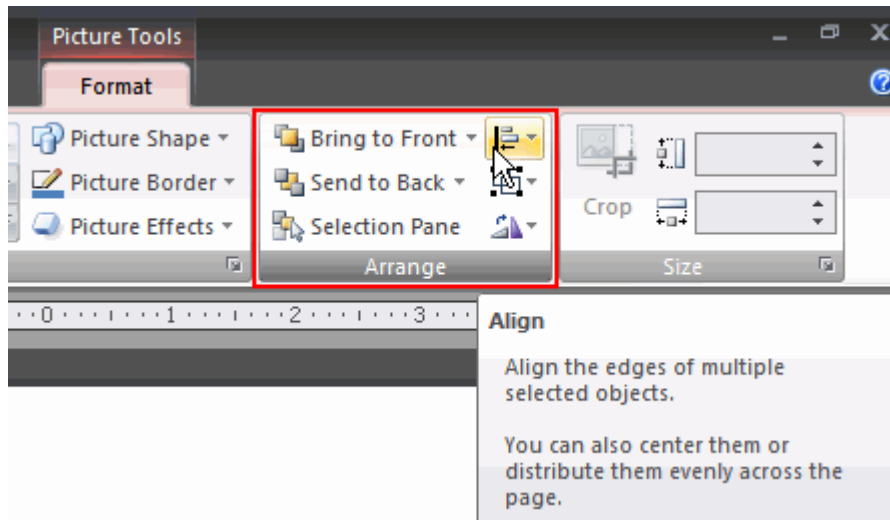 Picture Tools
Format
Picture Shape
Bring to Front
Picture Border
Send to Back
Crop
Picture Effects
Selection Pane
Arrange
Size
0 1 2 3
Align
Align the edges of multiple
selected objects.
You can also center them or
distribute them evenly across the
page.